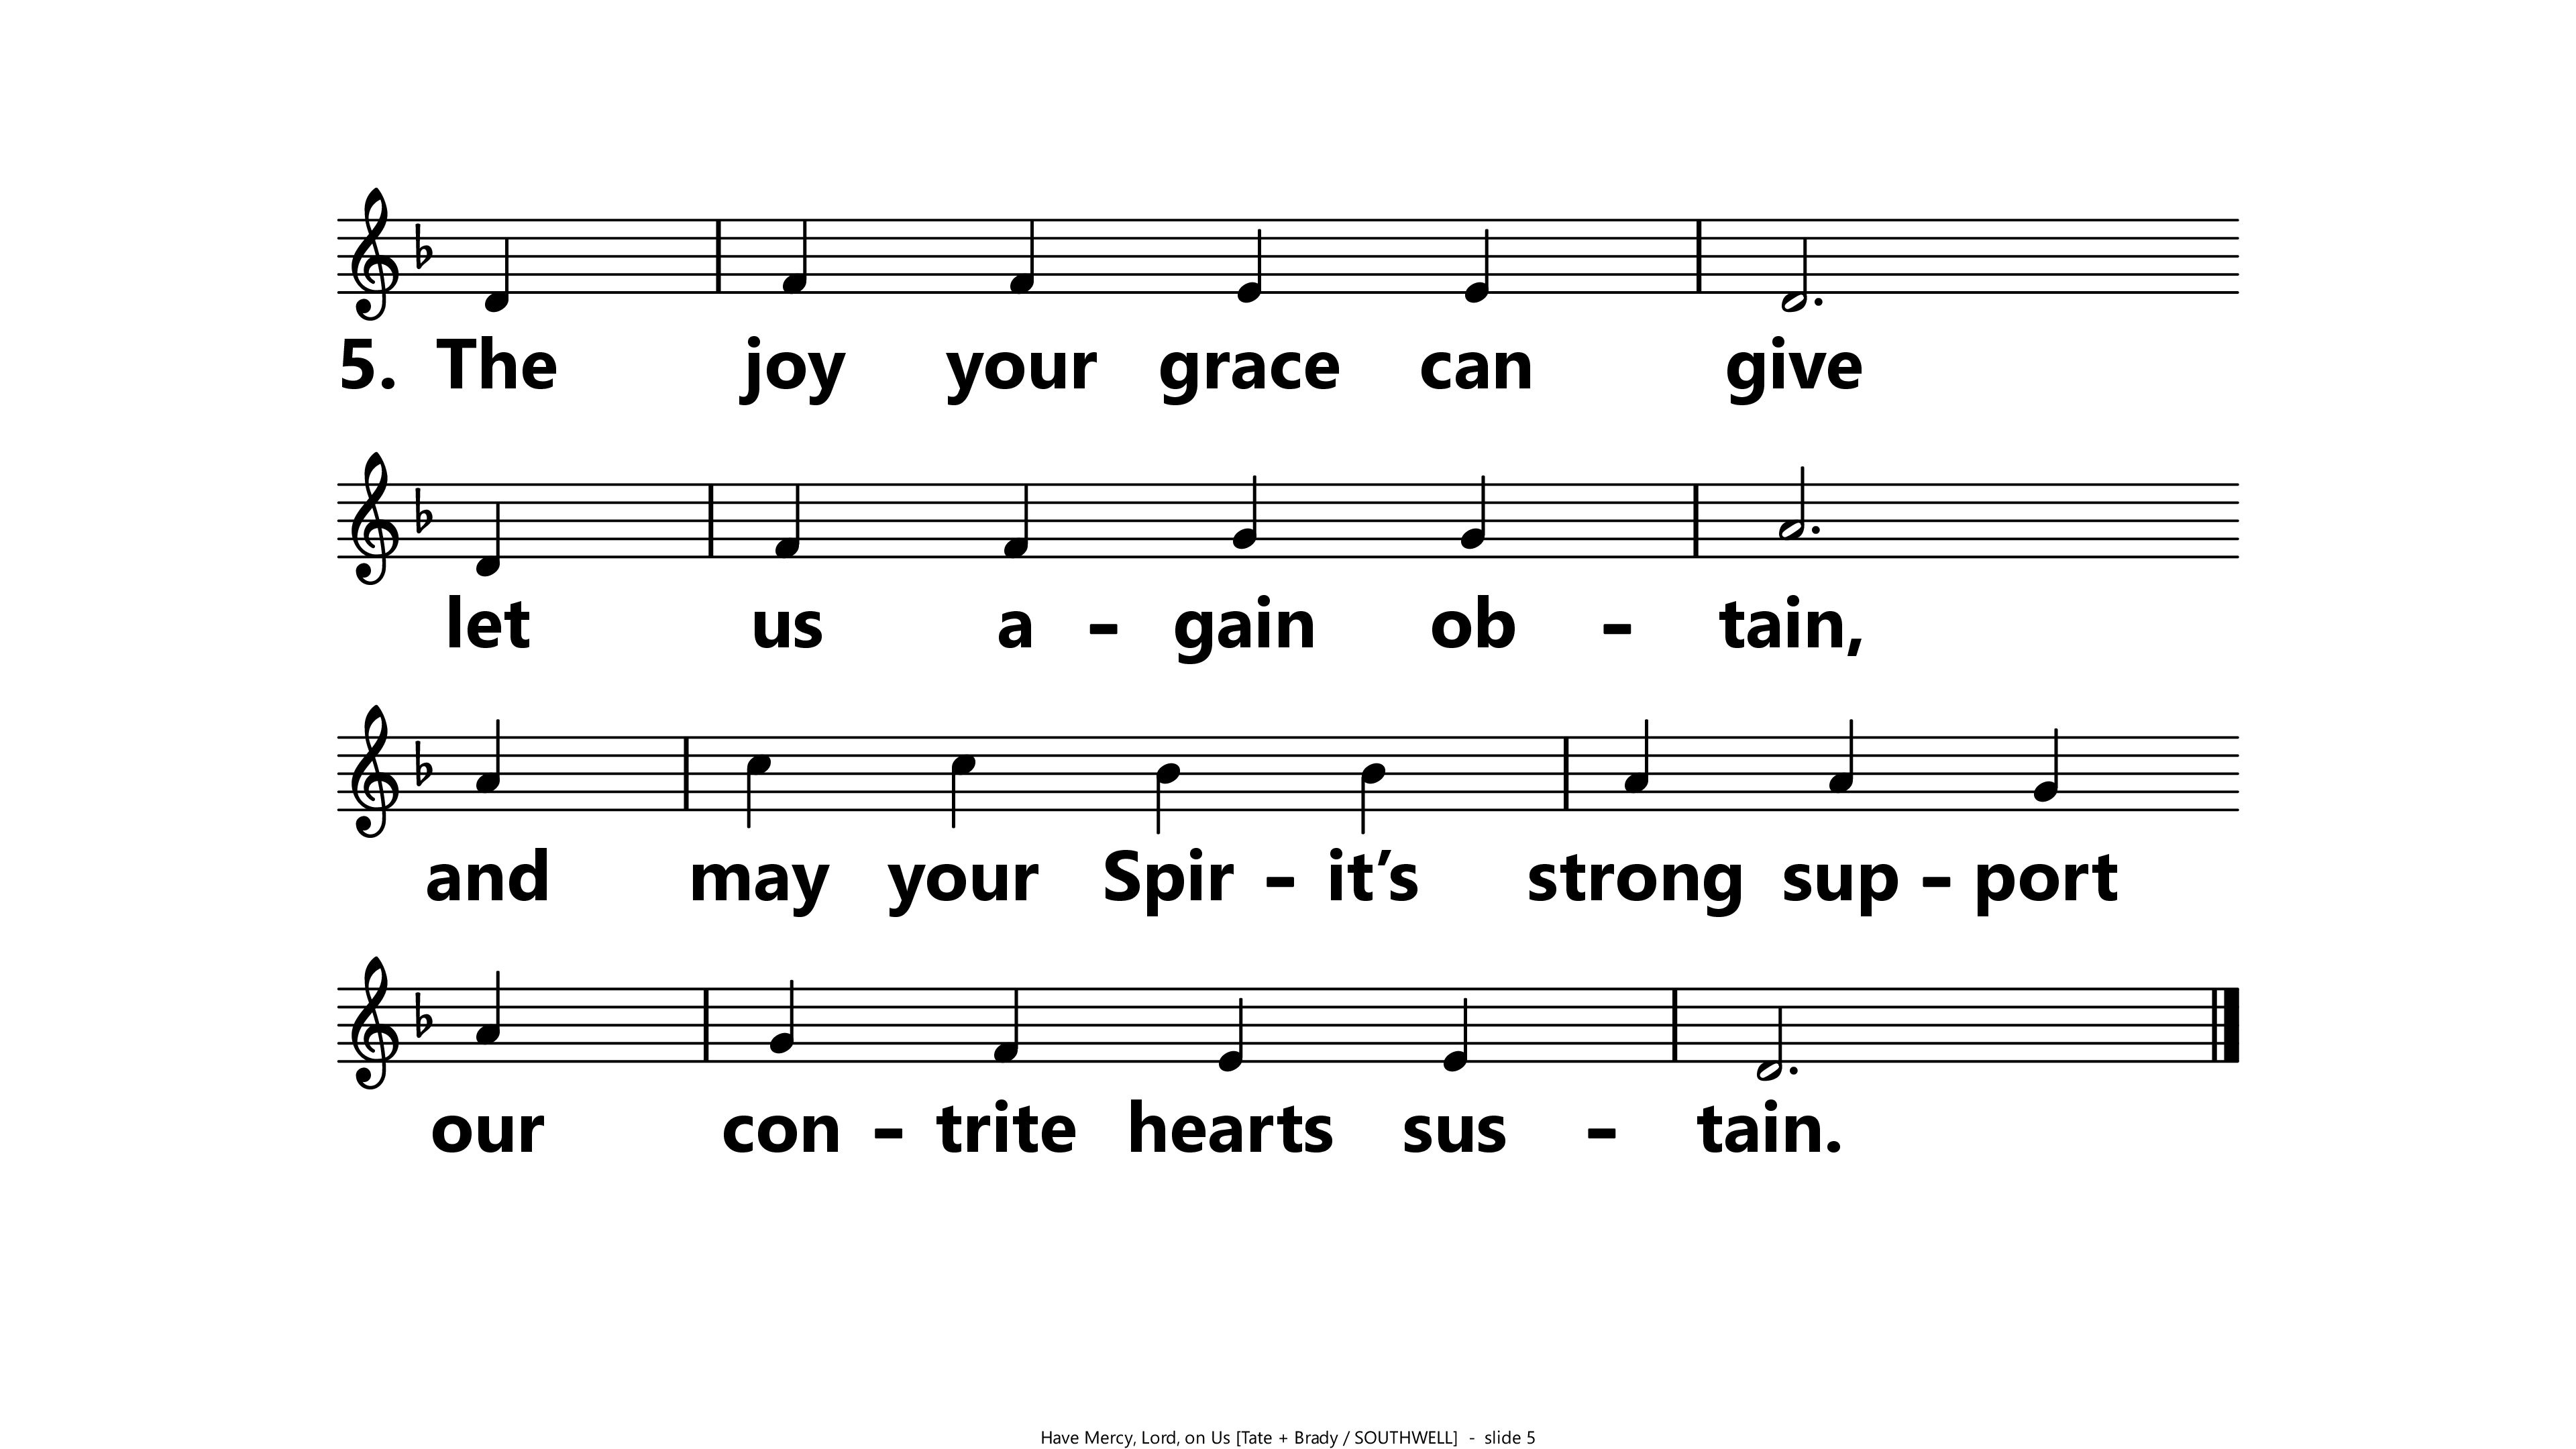 5. The joy your grace can give
let us a - gain ob - tain,
and may your Spir - it’s strong sup - port
our con - trite hearts sus - tain.
Have Mercy, Lord, on Us [Tate + Brady / SOUTHWELL] - slide 5